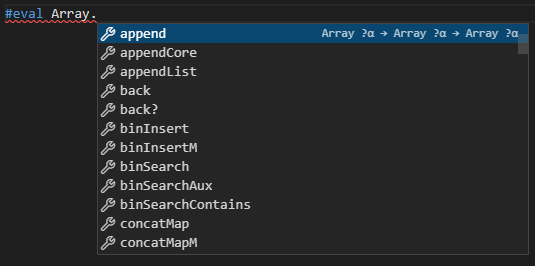 #eval Array.
append Array ?α → Array ?α → Array ?α
appendCore
appendList
back
back?
binInsert
binInsertM
binSearch
binSearchAux
binSearchContains
concatMap
concatMapM